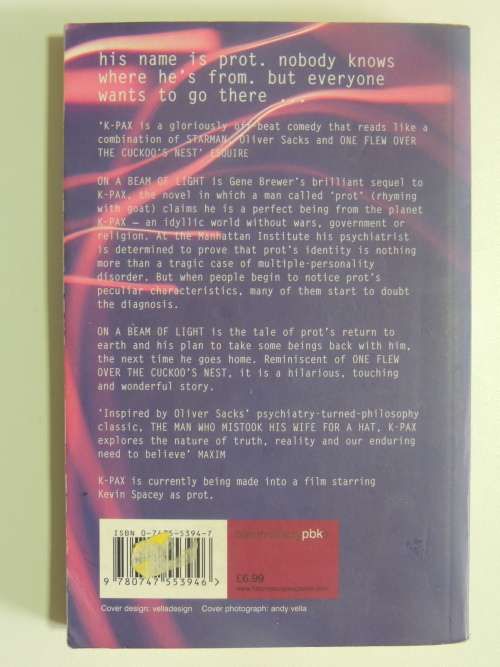 his name is prot. nobody knows
where he's from. but everyone
wants to go there ...
'K-PAX is a gloriously off beat comedy that reads like a
combination of STARMAN, Oliver Sacks and ONE FLEW OVER
THE CUCKOO'S NEST' ESQUIRE
ON A BEAM OF LIGHT is Gene Brewer's brilliant sequel to
K-PAX, the novel in which a man called 'prot' (rhyming
with goat) claims he is a perfect being from the planet
K-PAX – an idyllic world without wars, government or
religion. At the Manhattan Institute his psychiatrist
is determined to prove that prot's identity is nothing
more than a tragic case of multiple-personality
disorder. But when people begin to notice prot's
peculiar characteristics, many of them start to doubt
the diagnosis.
ON A BEAM OF LIGHT is the tale of prot's return to
earth and his plan to take some beings back with him,
the next time he goes home. Reminiscent of ONE FLEW
OVER THE CUCKOO'S NEST, it is a hilarious, touching
and wonderful story.
'Inspired by Oliver Sacks' psychiatry-turned-philosophy
classic, THE MAN WHO MISTOOK HIS WIFE FOR A HAT, K-PAX
explores the nature of truth, reality and our enduring
need to believe' MAXIM
K-PAX is currently being made into a film starring
Kevin Spacey as prot.
ISBN 0-7475-5394-7
9 780747 553946 >
bloomsburypbk
£6.99
Cover design: velladesign Cover photograph: andy vella